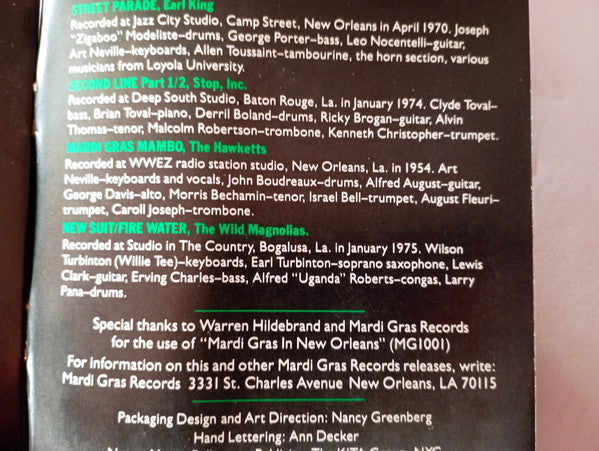 STREET PARADE, Earl King
Recorded at Jazz City Studio, Camp Street, New Orleans in April 1970. Joseph
"Zigaboo" Modeliste–drums, George Porter–bass, Leo Nocentelli–guitar,
Art Neville–keyboards, Allen Toussaint–tambourine, the horn section, various
musicians from Loyola University.
SECOND LINE Part 1/2, Stop, Inc.
Recorded at Deep South Studio, Baton Rouge, La. in January 1974. Clyde Toval–
bass, Brian Toval–piano, Derril Boland–drums, Ricky Brogan–guitar, Alvin
Thomas–tenor, Malcolm Robertson–trombone, Kenneth Christopher–trumpet.
MARDI GRAS MAMBO, The Hawketts
Recorded at WWEZ radio station studio, New Orleans, La. in 1954. Art
Neville–keyboards and vocals, John Boudreaux–drums, Alfred August–guitar,
George Davis–alto, Morris Bechamin–tenor, Israel Bell–trumpet, August Fleuri–
trumpet, Caroll Joseph–trombone.
NEW SUIT/FIRE WATER, The Wild Magnolias.
Recorded at Studio in The Country, Bogalusa, La. in January 1975. Wilson
Turbinton (Willie Tee)–keyboards, Earl Turbinton–soprano saxophone, Lewis
Clark–guitar, Erving Charles–bass, Alfred "Uganda" Roberts–congas, Larry
Pana–drums.
Special thanks to Warren Hildebrand and Mardi Gras Records
for the use of "Mardi Gras In New Orleans" (MG1001)
For information on this and other Mardi Gras Records releases, write:
Mardi Gras Records 3331 St. Charles Avenue New Orleans, LA 70115
Packaging Design and Art Direction: Nancy Greenberg
Hand Lettering: Ann Decker